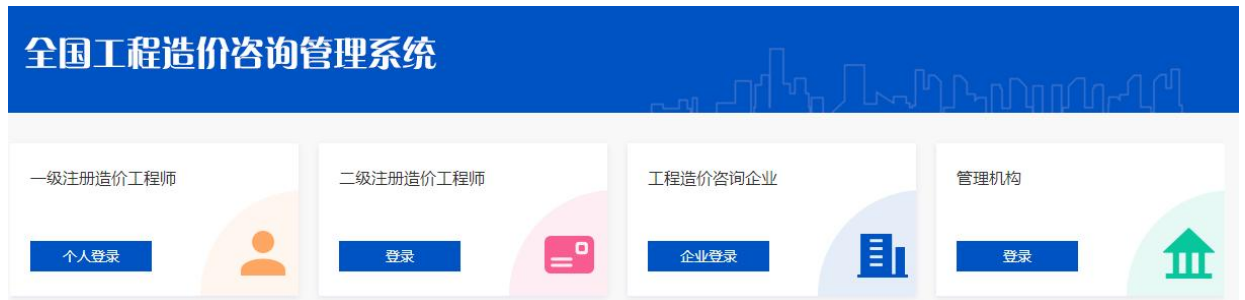 全国工程造价咨询管理系统
一级注册造价工程师
二级注册造价工程师
工程造价咨询企业
管理机构
个人登录
登录
企业登录
登录